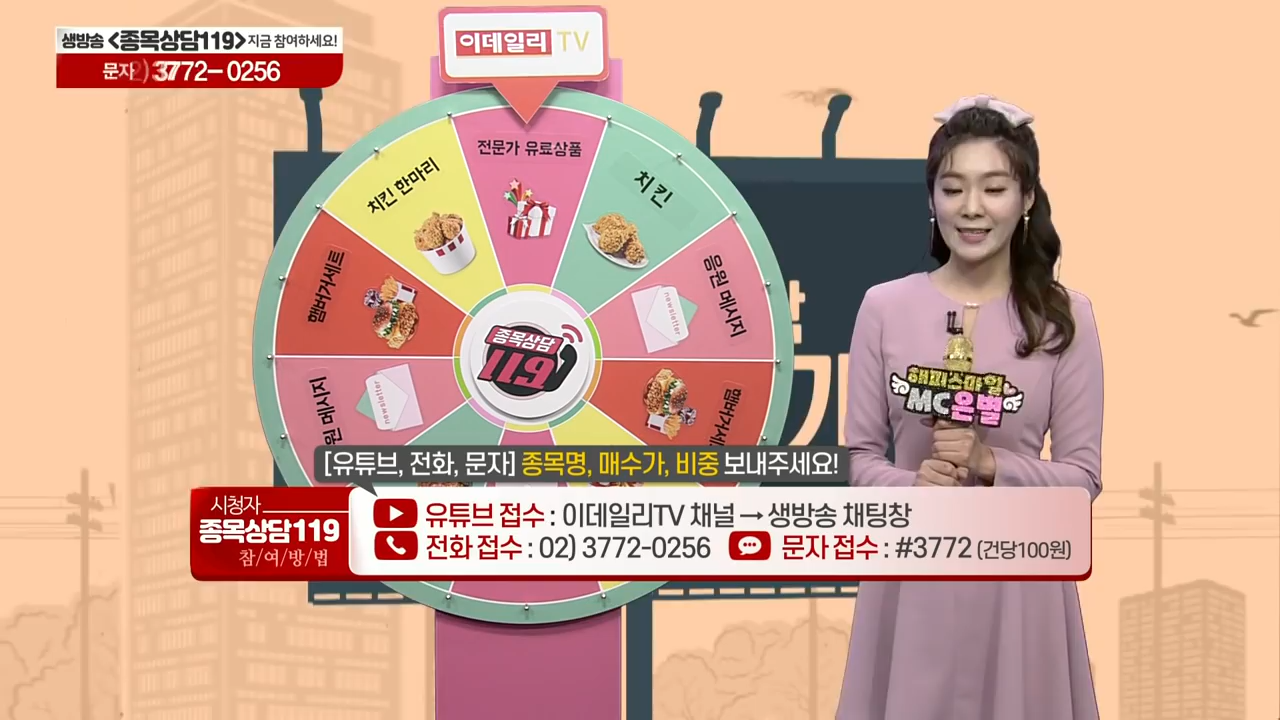 생방송 <종목상담119> 지금 참여하세요!
문자 3772-0256
이데일리 TV
전문가 유료상품
치킨 한마리
치킨
햄버거세트
응원 메시지
newsletter
종목상담
119
원 메시지
newsletter
햄버거세
해피스마일
MC은별
[유튜브, 전화, 문자] 종목명, 매수가, 비중 보내주세요!
시청자
종목상담119
참/여/방/법
유튜브 접수 : 이데일리TV 채널 → 생방송 채팅창
전화 접수 : 02) 3772-0256 문자 접수 : #3772 (건당100원)